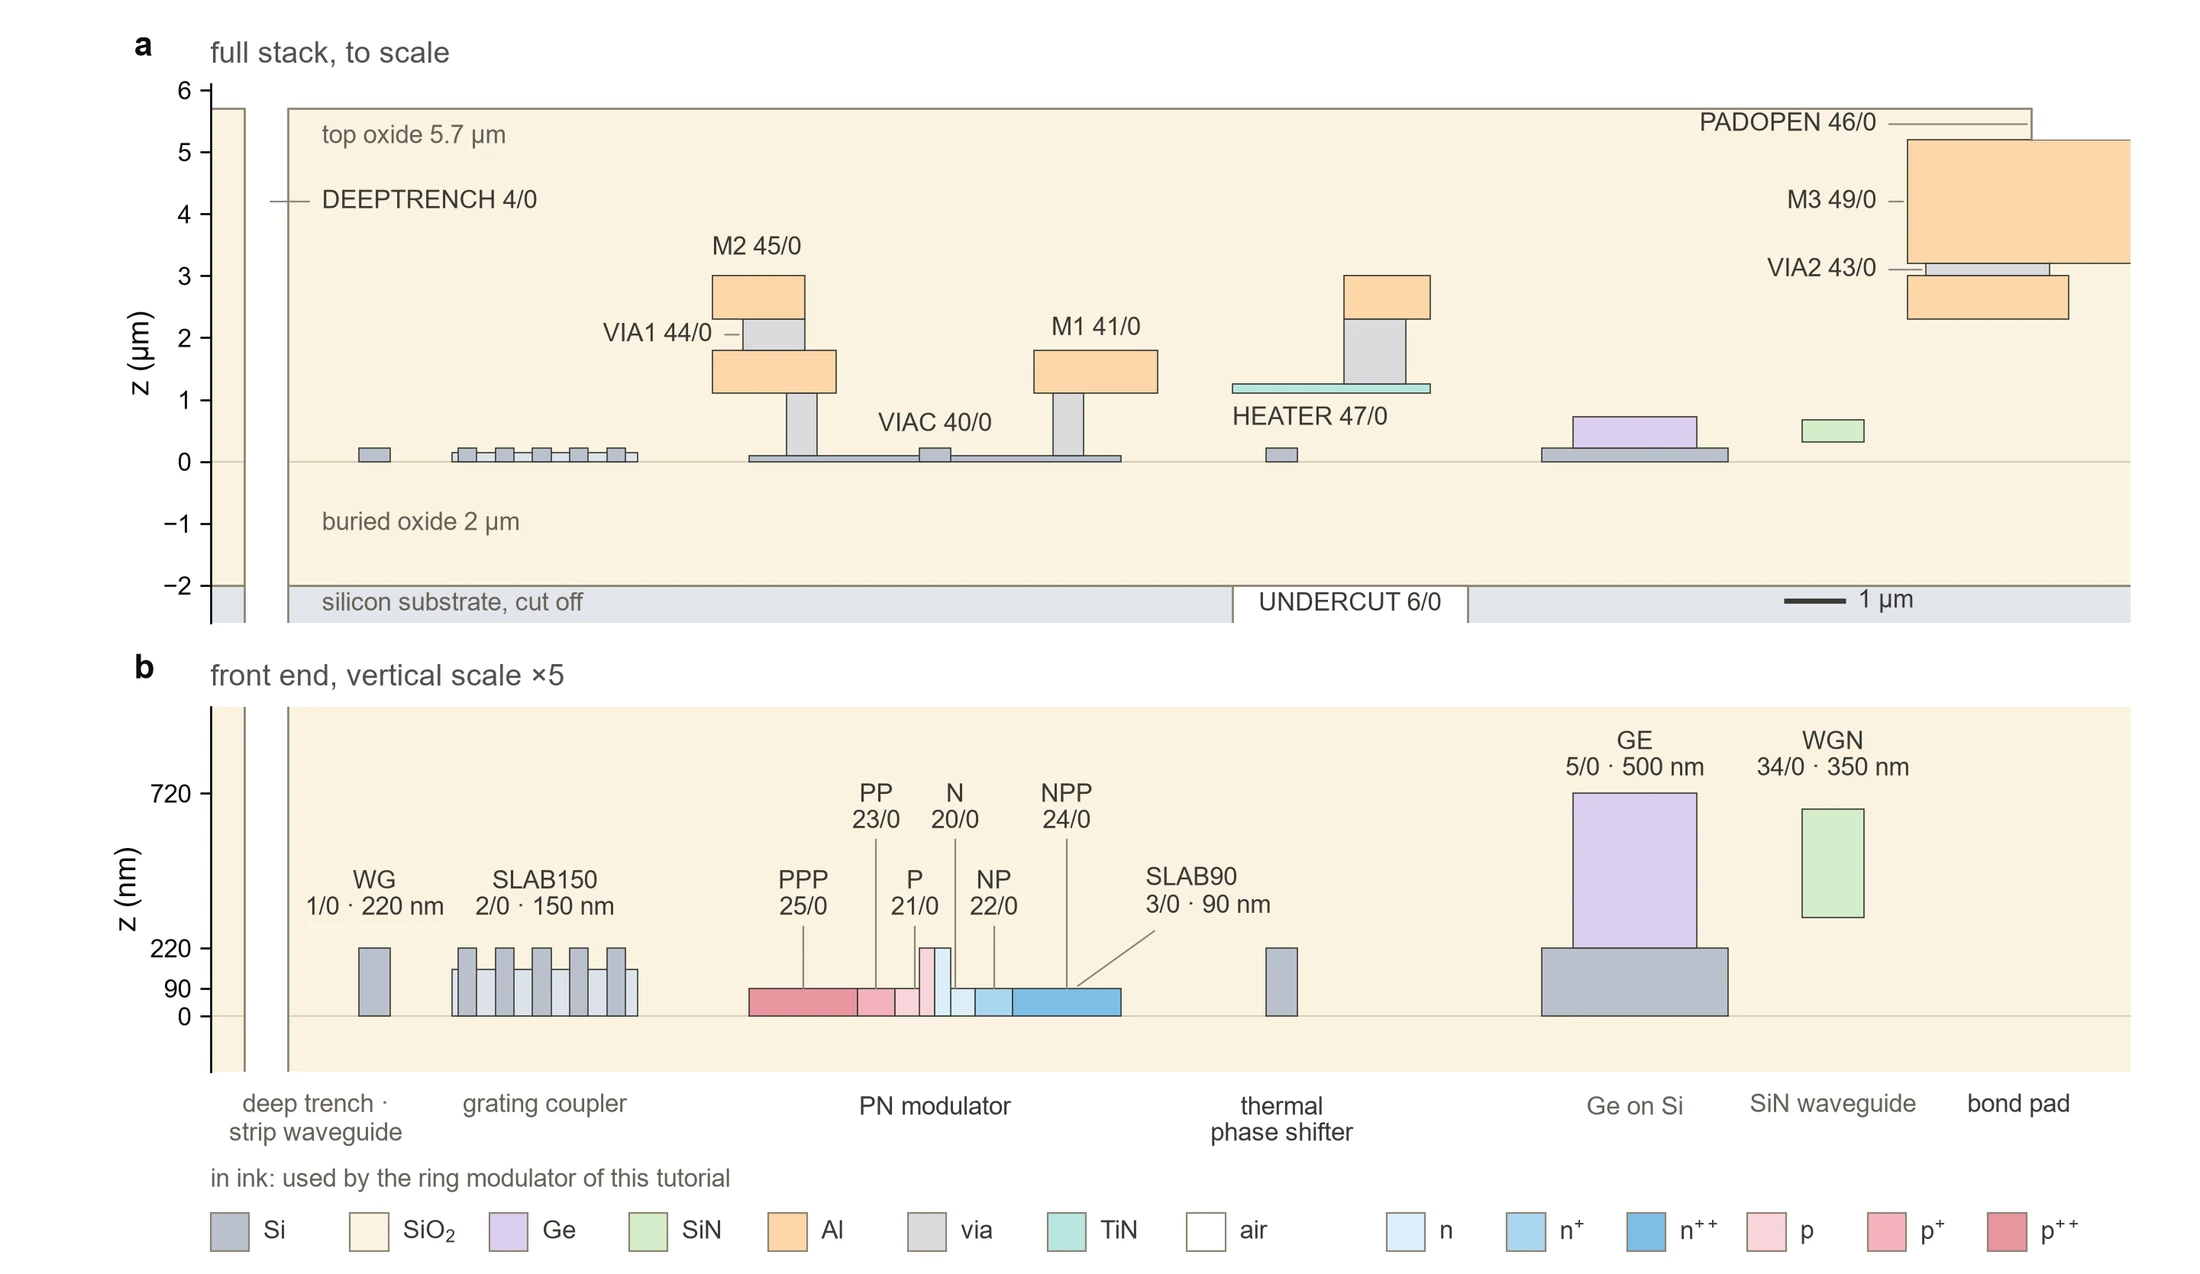 a
full stack, to scale
6
5
4
3
2
1
0
−1
−2
z (µm)
top oxide 5.7 µm
DEEPTRENCH 4/0
M2 45/0
VIA1 44/0
M1 41/0
VIAC 40/0
HEATER 47/0
PADOPEN 46/0
M3 49/0
VIA2 43/0
buried oxide 2 µm
silicon substrate, cut off
UNDERCUT 6/0
1 µm
b
front end, vertical scale ×5
720
220
90
0
z (nm)
WG
1/0 · 220 nm
SLAB150
2/0 · 150 nm
PPP
25/0
PP
23/0
P
21/0
N
20/0
NP
22/0
NPP
24/0
SLAB90
3/0 · 90 nm
GE
5/0 · 500 nm
WGN
34/0 · 350 nm
deep trench ·
strip waveguide
grating coupler
PN modulator
thermal
phase shifter
Ge on Si
SiN waveguide
bond pad
in ink: used by the ring modulator of this tutorial
Si SiO₂ Ge SiN Al via TiN air n n⁺ n⁺⁺ p p⁺ p⁺⁺